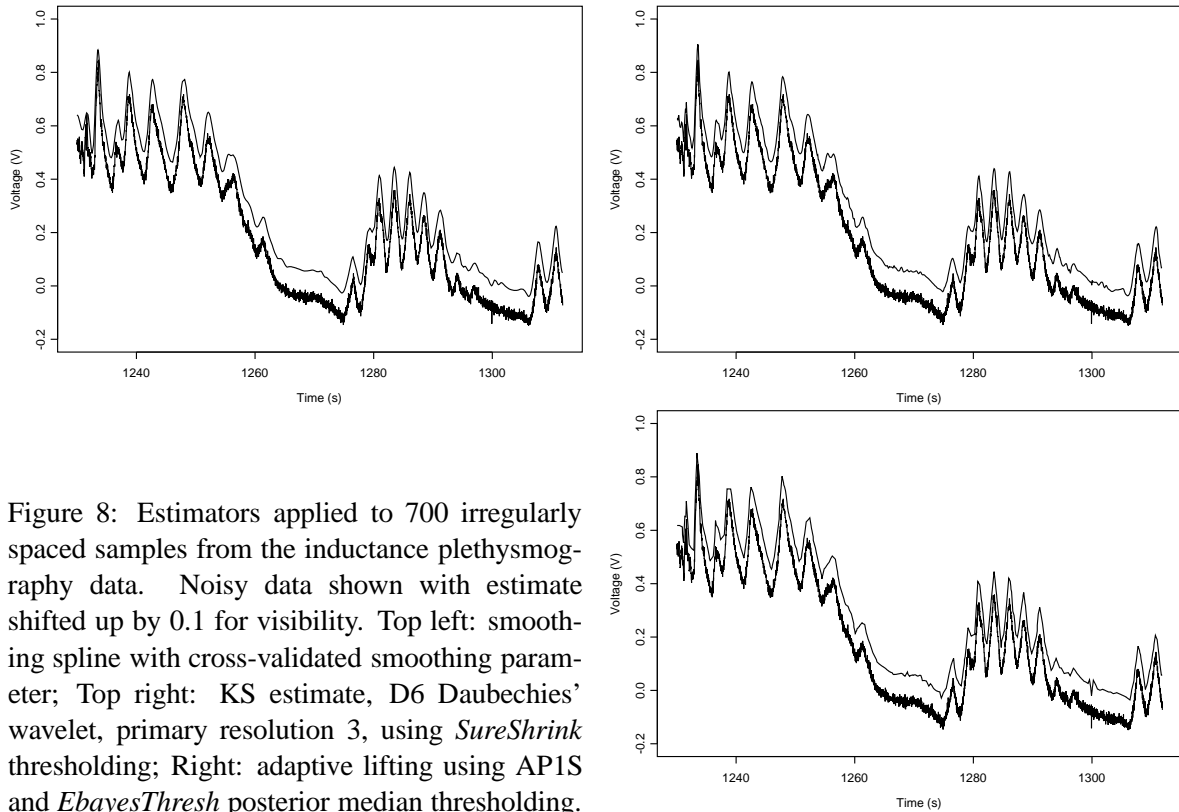 1.0
0.8
0.6
0.4
0.2
0.0
-0.2
Voltage (V)
1240 1260 1280 1300
Time (s)
1.0
0.8
0.6
0.4
0.2
0.0
-0.2
Voltage (V)
1240 1260 1280 1300
Time (s)
1.0
0.8
0.6
0.4
0.2
0.0
-0.2
Voltage (V)
1240 1260 1280 1300
Time (s)
Figure 8: Estimators applied to 700 irregularly
spaced samples from the inductance plethysmog-
raphy data. Noisy data shown with estimate
shifted up by 0.1 for visibility. Top left: smooth-
ing spline with cross-validated smoothing param-
eter; Top right: KS estimate, D6 Daubechies'
wavelet, primary resolution 3, using SureShrink
thresholding; Right: adaptive lifting using AP1S
and EbayesThresh posterior median thresholding.